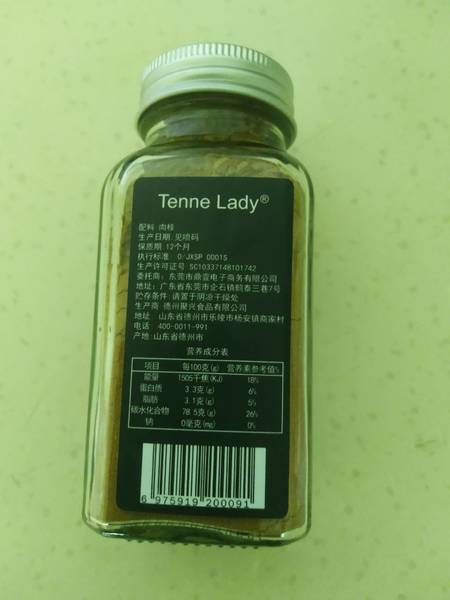 Tenne Lady®
配料:肉桂
生产日期:见喷码
保质期:12个月
执行标准: Q/JXSP 0001S
生产许可证号:SC10337148101742
委托商: 东莞市鼎壹电子商务有限公司
地址: 广东省东莞市企石镇鹤泰三巷7号
贮存条件:请置于阴凉干燥处
生产商:德州聚兴食品有限公司
地址: 山东省德州市乐陵市杨安镇商家村
电话: 400-0011-991
产地:山东省德州市
营养成分表
项目 每100克(g) 营养素参考值%
能量 1505千焦(KJ) 18%
蛋白质 3.3克(g) 6%
脂肪 3.1克(g) 5%
碳水化合物 78.5克(g) 26%
钠 0毫克(mg) 0%
6 975919 200091